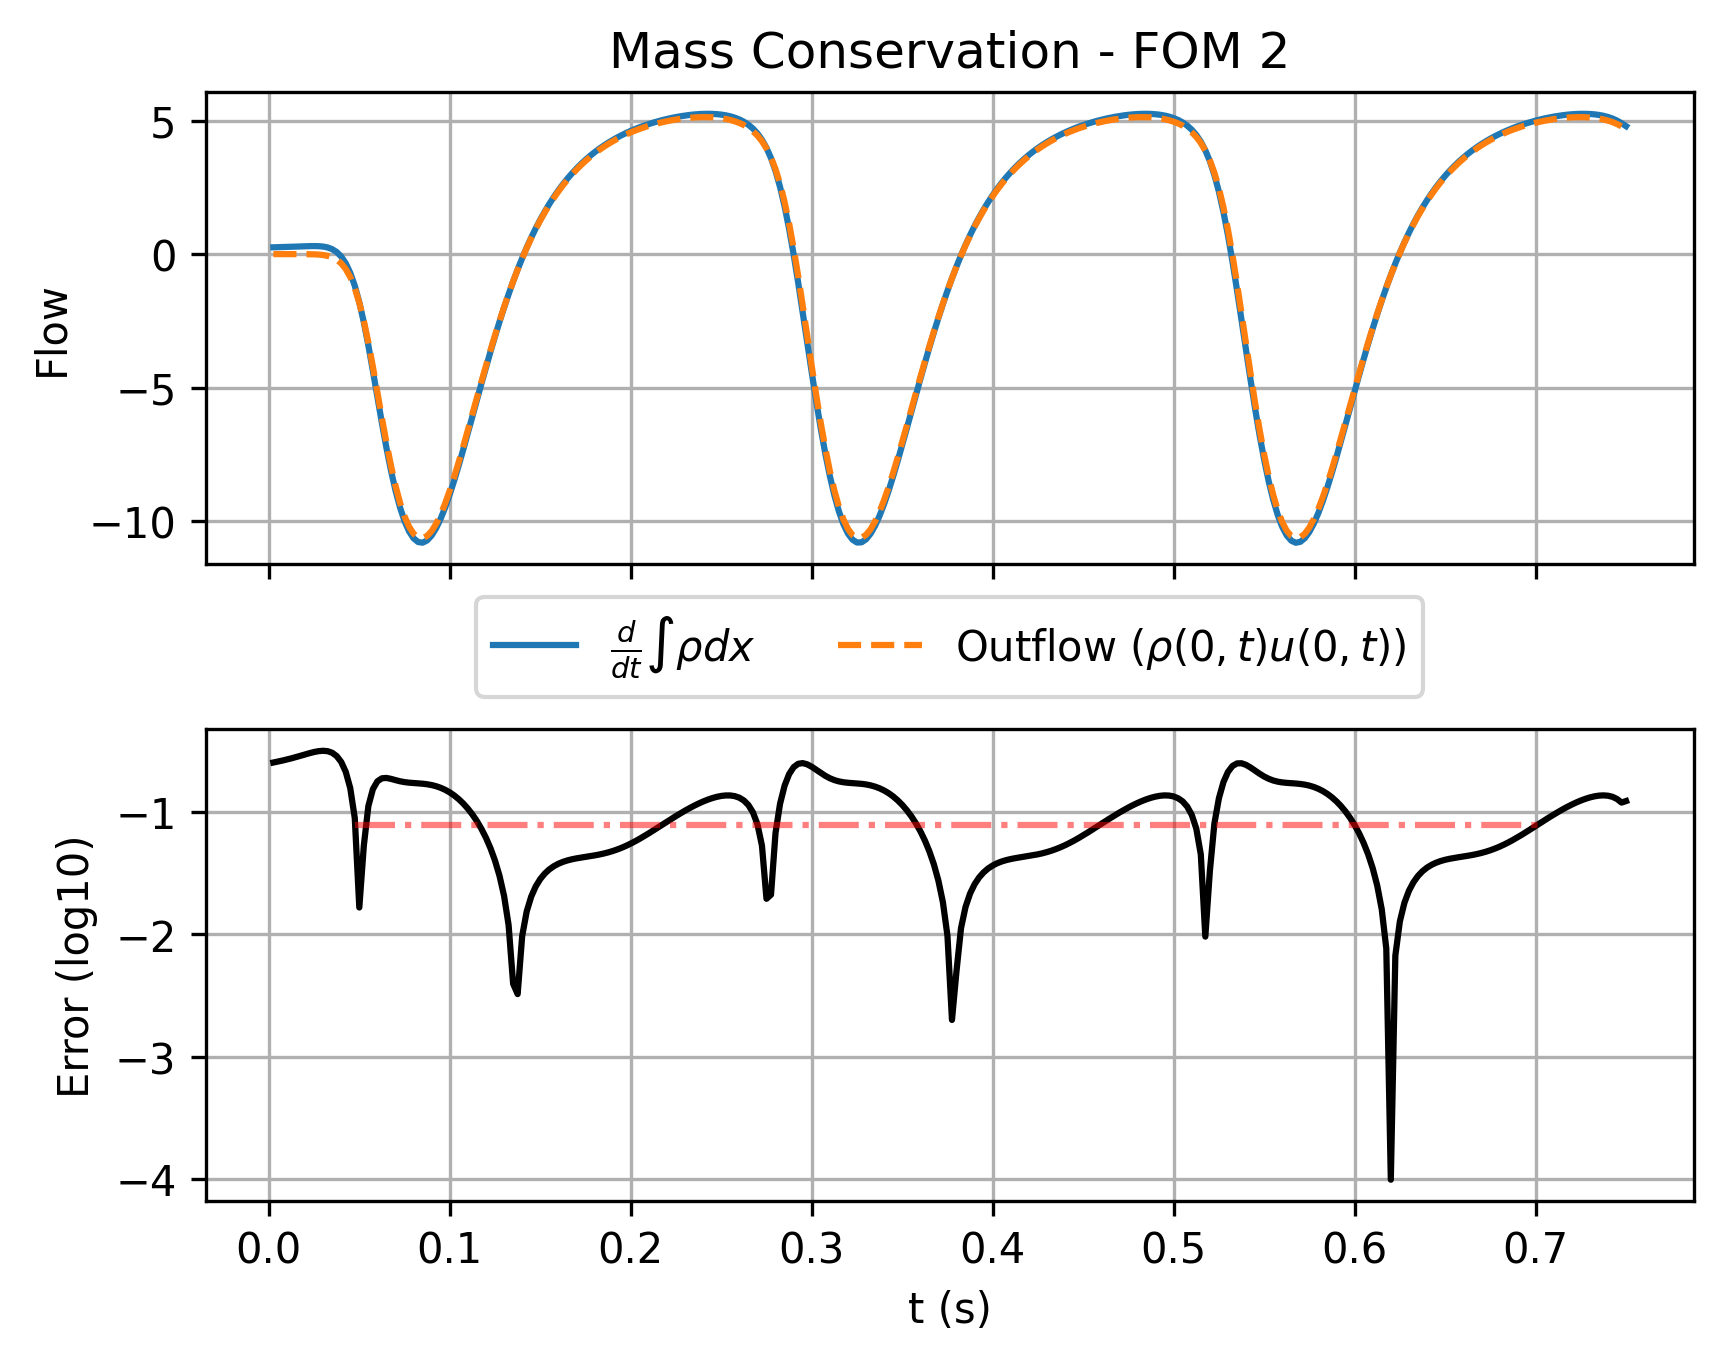 Mass Conservation - FOM 2
5
0
−5
−10
Flow
d/dt ∫ρdx
Outflow (ρ(0, t)u(0, t))
−1
−2
−3
−4
Error (log10)
0.0 0.1 0.2 0.3 0.4 0.5 0.6 0.7
t (s)